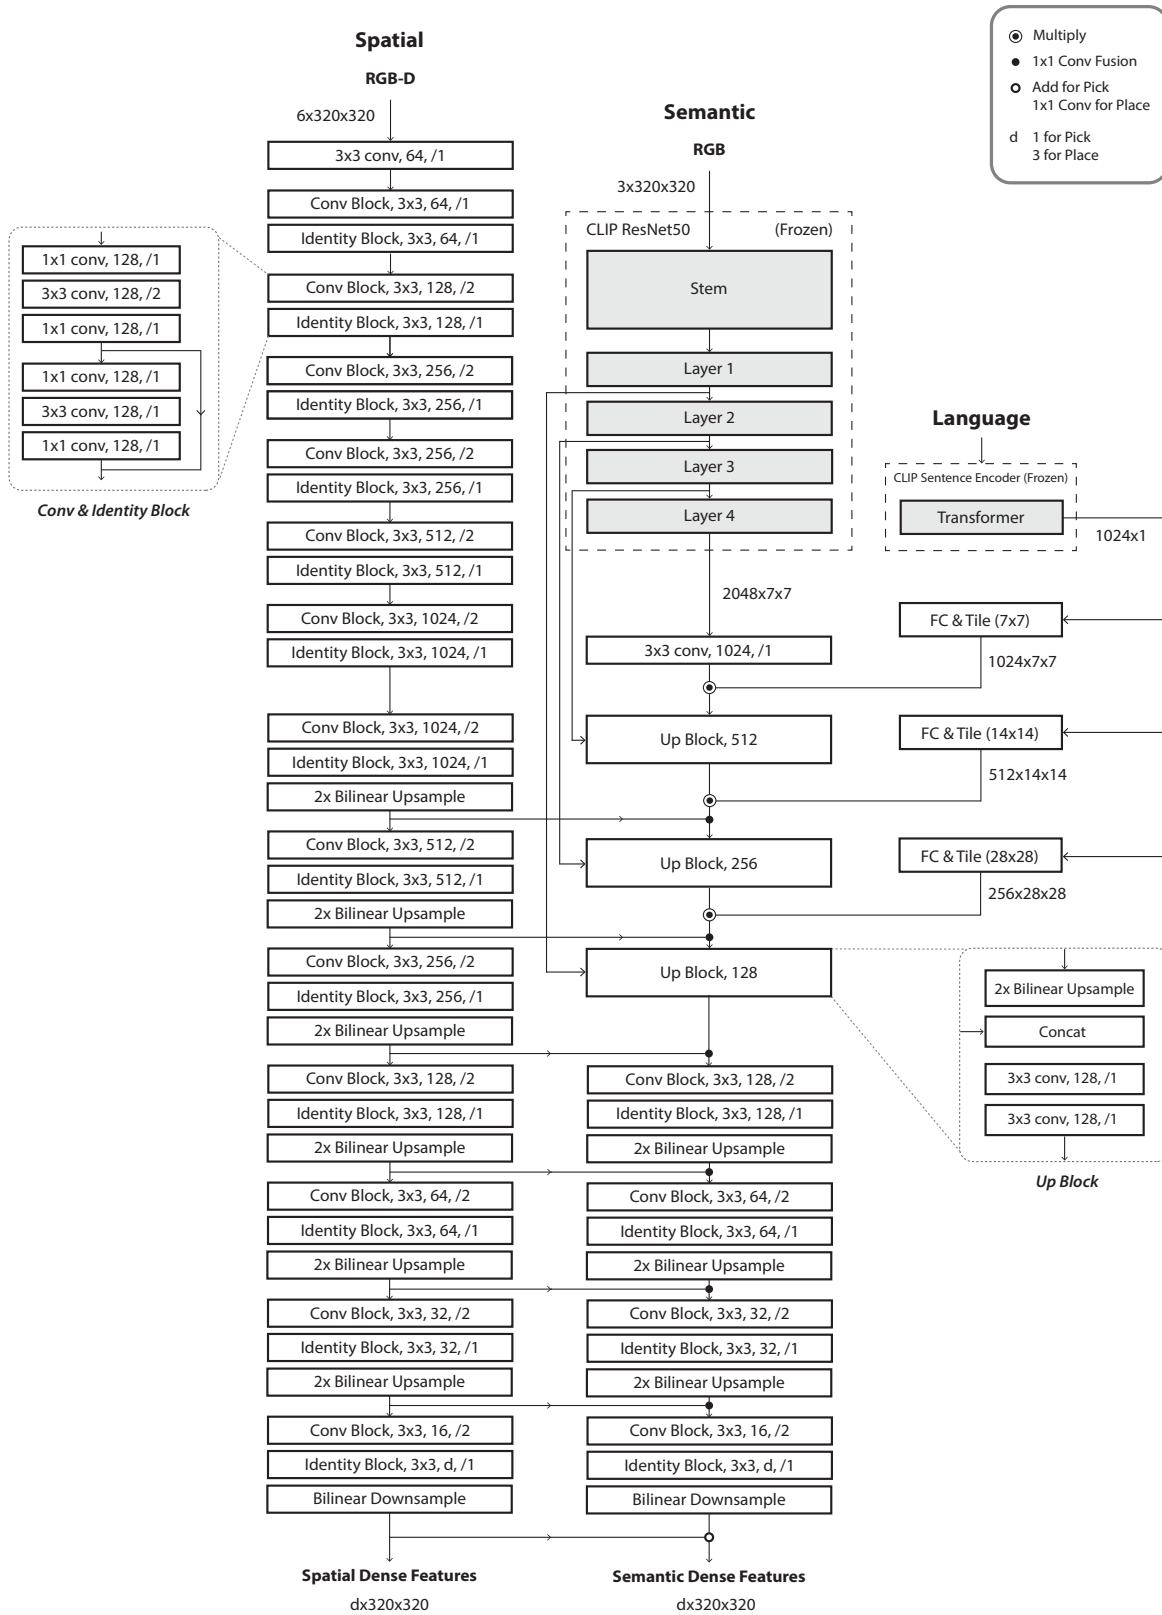 Spatial
RGB-D
6x320x320
3x3 conv, 64, /1
Conv Block, 3x3, 64, /1
Identity Block, 3x3, 64, /1
Conv Block, 3x3, 128, /2
Identity Block, 3x3, 128, /1
Conv Block, 3x3, 256, /2
Identity Block, 3x3, 256, /1
Conv Block, 3x3, 256, /2
Identity Block, 3x3, 256, /1
Conv Block, 3x3, 512, /2
Identity Block, 3x3, 512, /1
Conv Block, 3x3, 1024, /2
Identity Block, 3x3, 1024, /1
Conv Block, 3x3, 1024, /2
Identity Block, 3x3, 1024, /1
2x Bilinear Upsample
Conv Block, 3x3, 512, /2
Identity Block, 3x3, 512, /1
2x Bilinear Upsample
Conv Block, 3x3, 256, /2
Identity Block, 3x3, 256, /1
2x Bilinear Upsample
Conv Block, 3x3, 128, /2
Identity Block, 3x3, 128, /1
2x Bilinear Upsample
Conv Block, 3x3, 64, /2
Identity Block, 3x3, 64, /1
2x Bilinear Upsample
Conv Block, 3x3, 32, /2
Identity Block, 3x3, 32, /1
2x Bilinear Upsample
Conv Block, 3x3, 16, /2
Identity Block, 3x3, d, /1
Bilinear Downsample
Spatial Dense Features
dx320x320
1x1 conv, 128, /1
3x3 conv, 128, /2
1x1 conv, 128, /1
1x1 conv, 128, /1
3x3 conv, 128, /1
1x1 conv, 128, /1
Conv & Identity Block
Semantic
RGB
3x320x320
CLIP ResNet50 (Frozen)
Stem
Layer 1
Layer 2
Layer 3
Layer 4
2048x7x7
3x3 conv, 1024, /1
Up Block, 512
Up Block, 256
Up Block, 128
Conv Block, 3x3, 128, /2
Identity Block, 3x3, 128, /1
2x Bilinear Upsample
Conv Block, 3x3, 64, /2
Identity Block, 3x3, 64, /1
2x Bilinear Upsample
Conv Block, 3x3, 32, /2
Identity Block, 3x3, 32, /1
2x Bilinear Upsample
Conv Block, 3x3, 16, /2
Identity Block, 3x3, d, /1
Bilinear Downsample
Semantic Dense Features
dx320x320
Language
CLIP Sentence Encoder (Frozen)
Transformer
1024x1
FC & Tile (7x7)
1024x7x7
FC & Tile (14x14)
512x14x14
FC & Tile (28x28)
256x28x28
2x Bilinear Upsample
Concat
3x3 conv, 128, /1
3x3 conv, 128, /1
Up Block
Multiply
1x1 Conv Fusion
Add for Pick
1x1 Conv for Place
d 1 for Pick
3 for Place